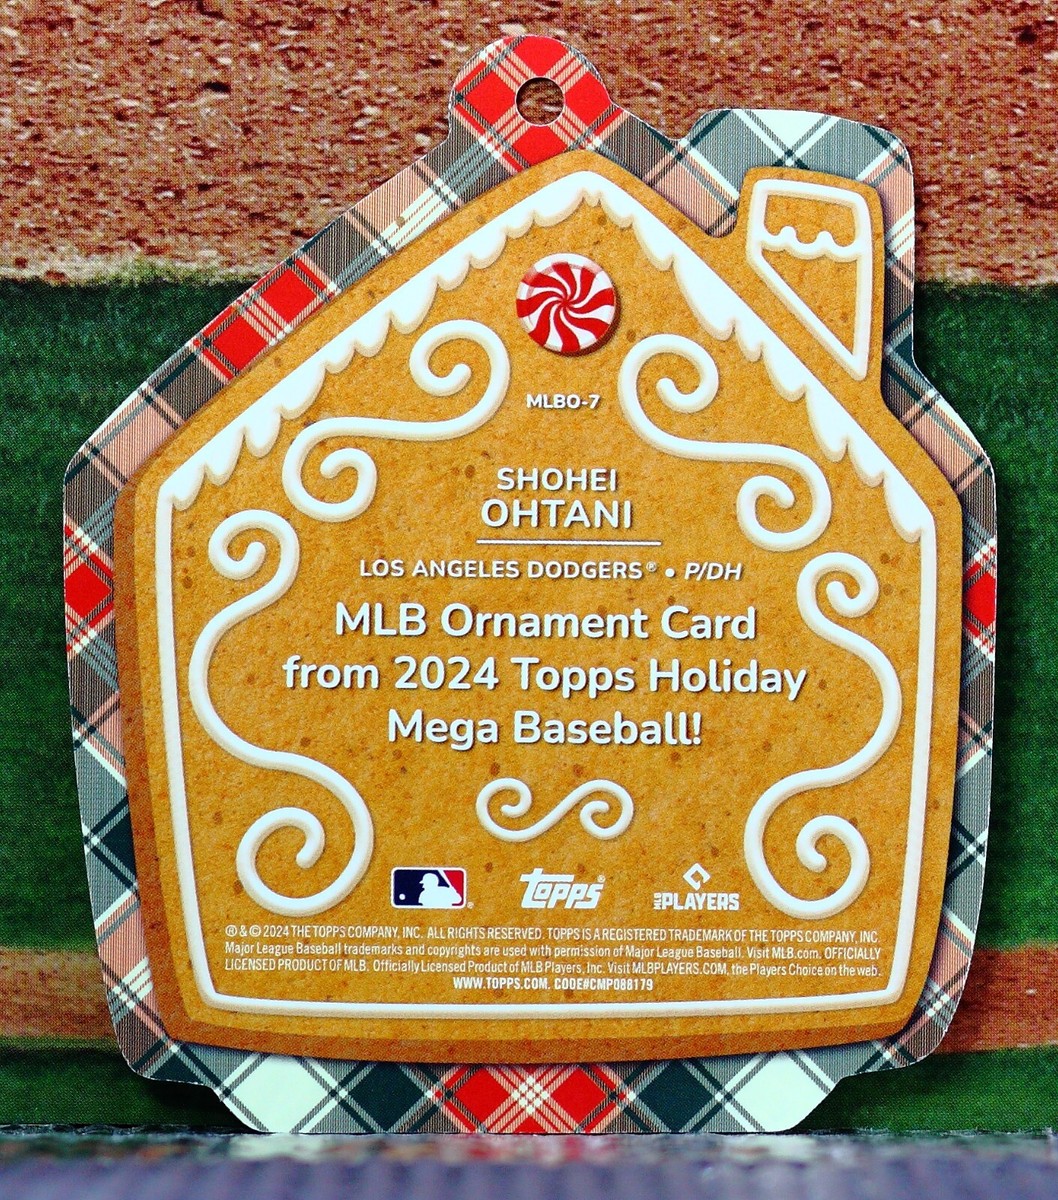 MLBO-7
SHOHEI
OHTANI
LOS ANGELES DODGERS® • P/DH
MLB Ornament Card
from 2024 Topps Holiday
Mega Baseball!
topps®
MLB PLAYERS
® & © 2024 THE TOPPS COMPANY, INC. ALL RIGHTS RESERVED. TOPPS IS A REGISTERED TRADEMARK OF THE TOPPS COMPANY, INC.
Major League Baseball trademarks and copyrights are used with permission of Major League Baseball. Visit MLB.com. OFFICIALLY
LICENSED PRODUCT OF MLB. Officially Licensed Product of MLB Players, Inc. Visit MLBPLAYERS.COM, the Players Choice on the web.
WWW.TOPPS.COM. CODE#CMP088179